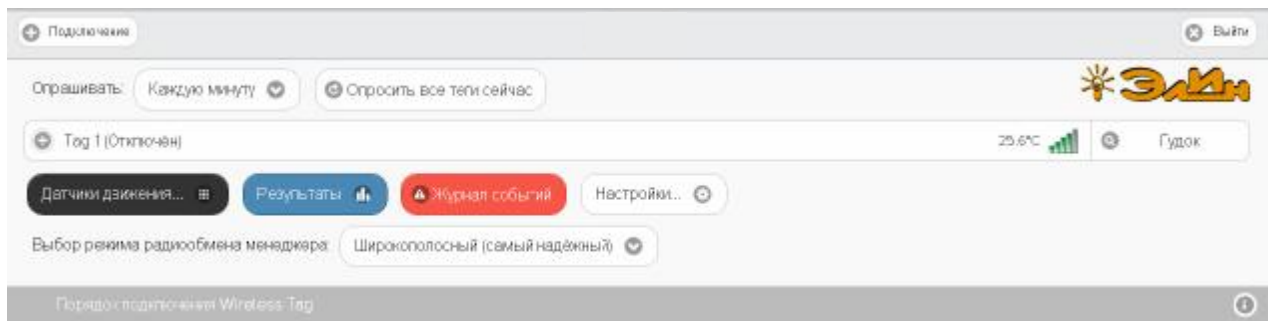 Подключение Выйти
Опрашивать: Каждую минуту Опросить все теги сейчас ЭлИн
Tag 1 (Отключён) 25.6°C Гудок
Датчики движения... Результаты Журнал событий Настройки...
Выбор режима радиообмена менеджера: Широкополосный (самый надёжный)
Порядок подключения Wireless Tag